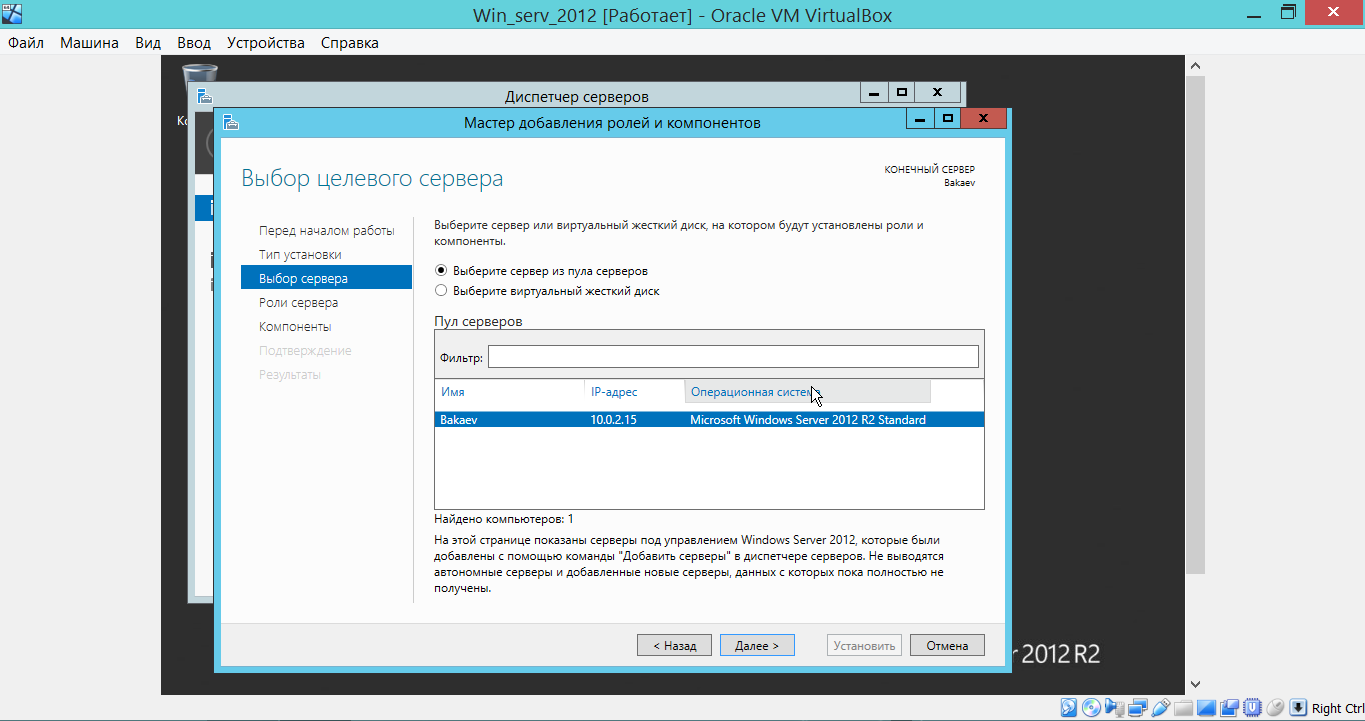 Win_serv_2012 [Работает] - Oracle VM VirtualBox
Файл Машина Вид Ввод Устройства Справка
Диспетчер серверов
Мастер добавления ролей и компонентов
Выбор целевого сервера
КОНЕЧНЫЙ СЕРВЕР
Bakaev
Перед началом работы
Тип установки
Выбор сервера
Роли сервера
Компоненты
Подтверждение
Результаты
Выберите сервер или виртуальный жесткий диск, на котором будут установлены роли и
компоненты.
Выберите сервер из пула серверов
Выберите виртуальный жесткий диск
Пул серверов
Фильтр:
Имя IP-адрес Операционная система
Bakaev 10.0.2.15 Microsoft Windows Server 2012 R2 Standard
Найдено компьютеров: 1
На этой странице показаны серверы под управлением Windows Server 2012, которые были
добавлены с помощью команды "Добавить серверы" в диспетчере серверов. Не выводятся
автономные серверы и добавленные новые серверы, данных с которых пока полностью не
получены.
< Назад Далее > Установить Отмена
r 2012 R2
Right Ctrl